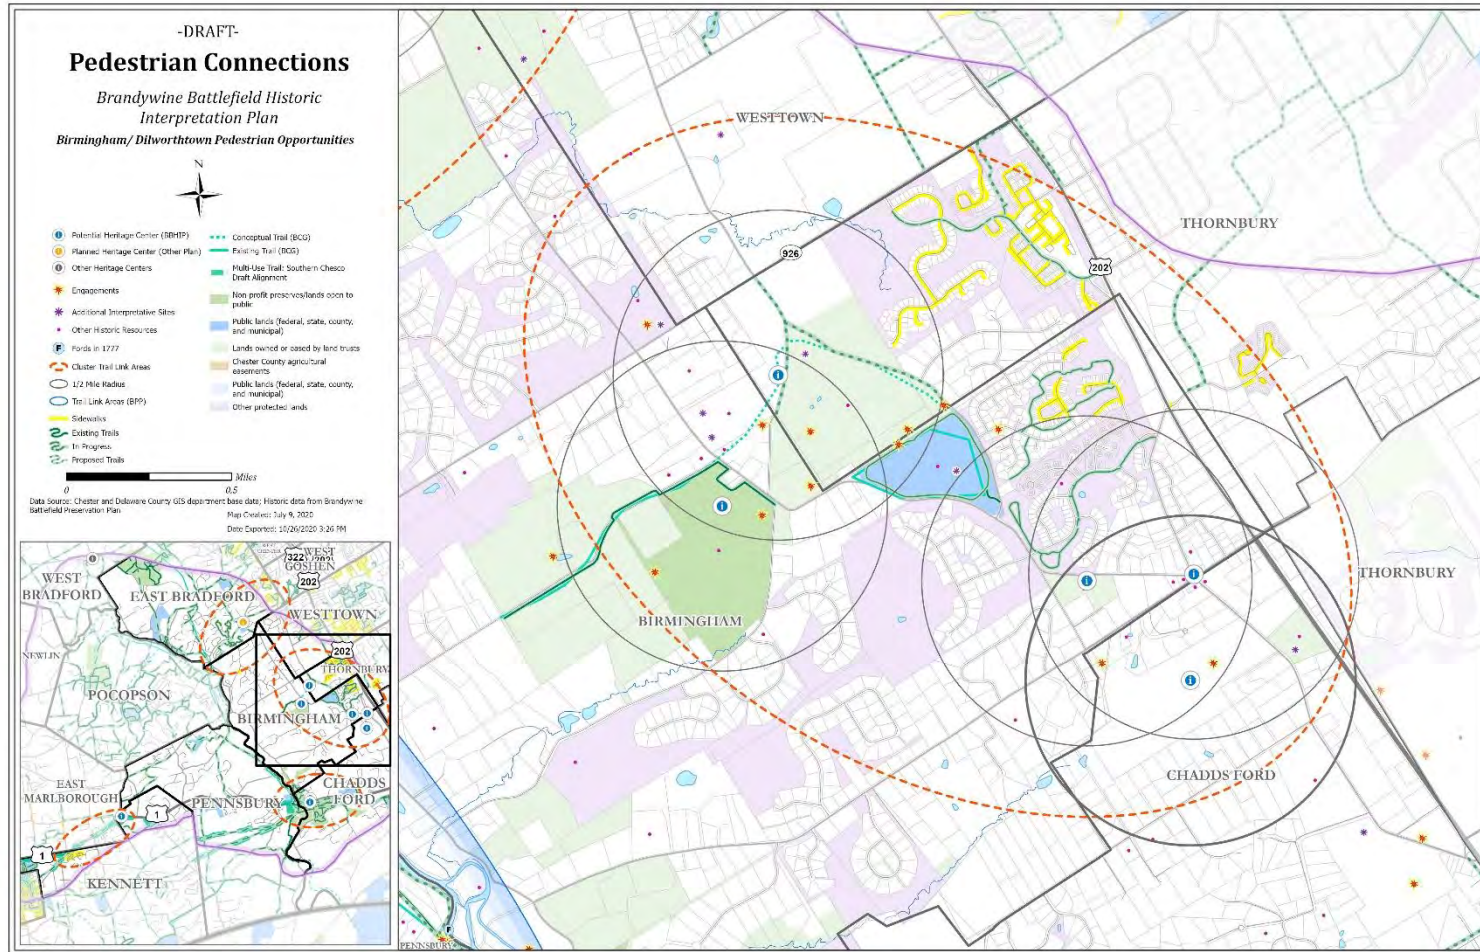 -DRAFT-
Pedestrian Connections
Brandywine Battlefield Historic
Interpretation Plan
Birmingham/ Dilworthtown Pedestrian Opportunities
N
Potential Heritage Center (BBHIP)
Planned Heritage Center (Other Plan)
Other Heritage Centers
Engagements
Additional Interpretative Sites
Other Historic Resources
F Fords in 1777
Cluster Trail Link Areas
1/2 Mile Radius
Trail Link Areas (BPP)
Sidewalks
Existing Trails
In Progress
Proposed Trails
Conceptual Trail (BCG)
Existing Trail (BCG)
Multi-Use Trail: Southern Chesco
Draft Alignment
Non-profit preserves/lands open to
public
Public lands (federal, state, county,
and municipal)
Lands owned or eased by land trusts
Chester County agricultural
easements
Public lands (federal, state, county,
and municipal)
Other protected lands
Miles
0 0.5
Data Source: Chester and Delaware County GIS department base data; Historic data from Brandywine
Battlefield Preservation Plan
Map Created: July 9, 2020
Date Exported: 10/26/2020 3:26 PM
WEST
GOSHEN
322
202
202
WEST
BRADFORD
EAST BRADFORD
WESTTOWN
202
NEWLIN
THORNBURY
POCOPSON
BIRMINGHAM
EAST
MARLBOROUGH
PENNSBURY
CHADDS
FORD
1
1
KENNETT
WESTTOWN
THORNBURY
926
202
THORNBURY
BIRMINGHAM
CHADDS FORD
F
PENNSBURY